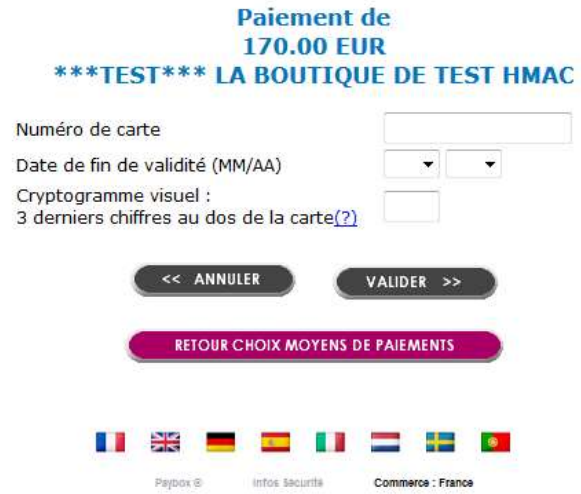 Paiement de
170.00 EUR
***TEST*** LA BOUTIQUE DE TEST HMAC
Numéro de carte
Date de fin de validité (MM/AA)
Cryptogramme visuel :
3 derniers chiffres au dos de la carte(?)
<< ANNULER
VALIDER >>
RETOUR CHOIX MOYENS DE PAIEMENTS
Paybox ® Infos Sécurité Commerce : France